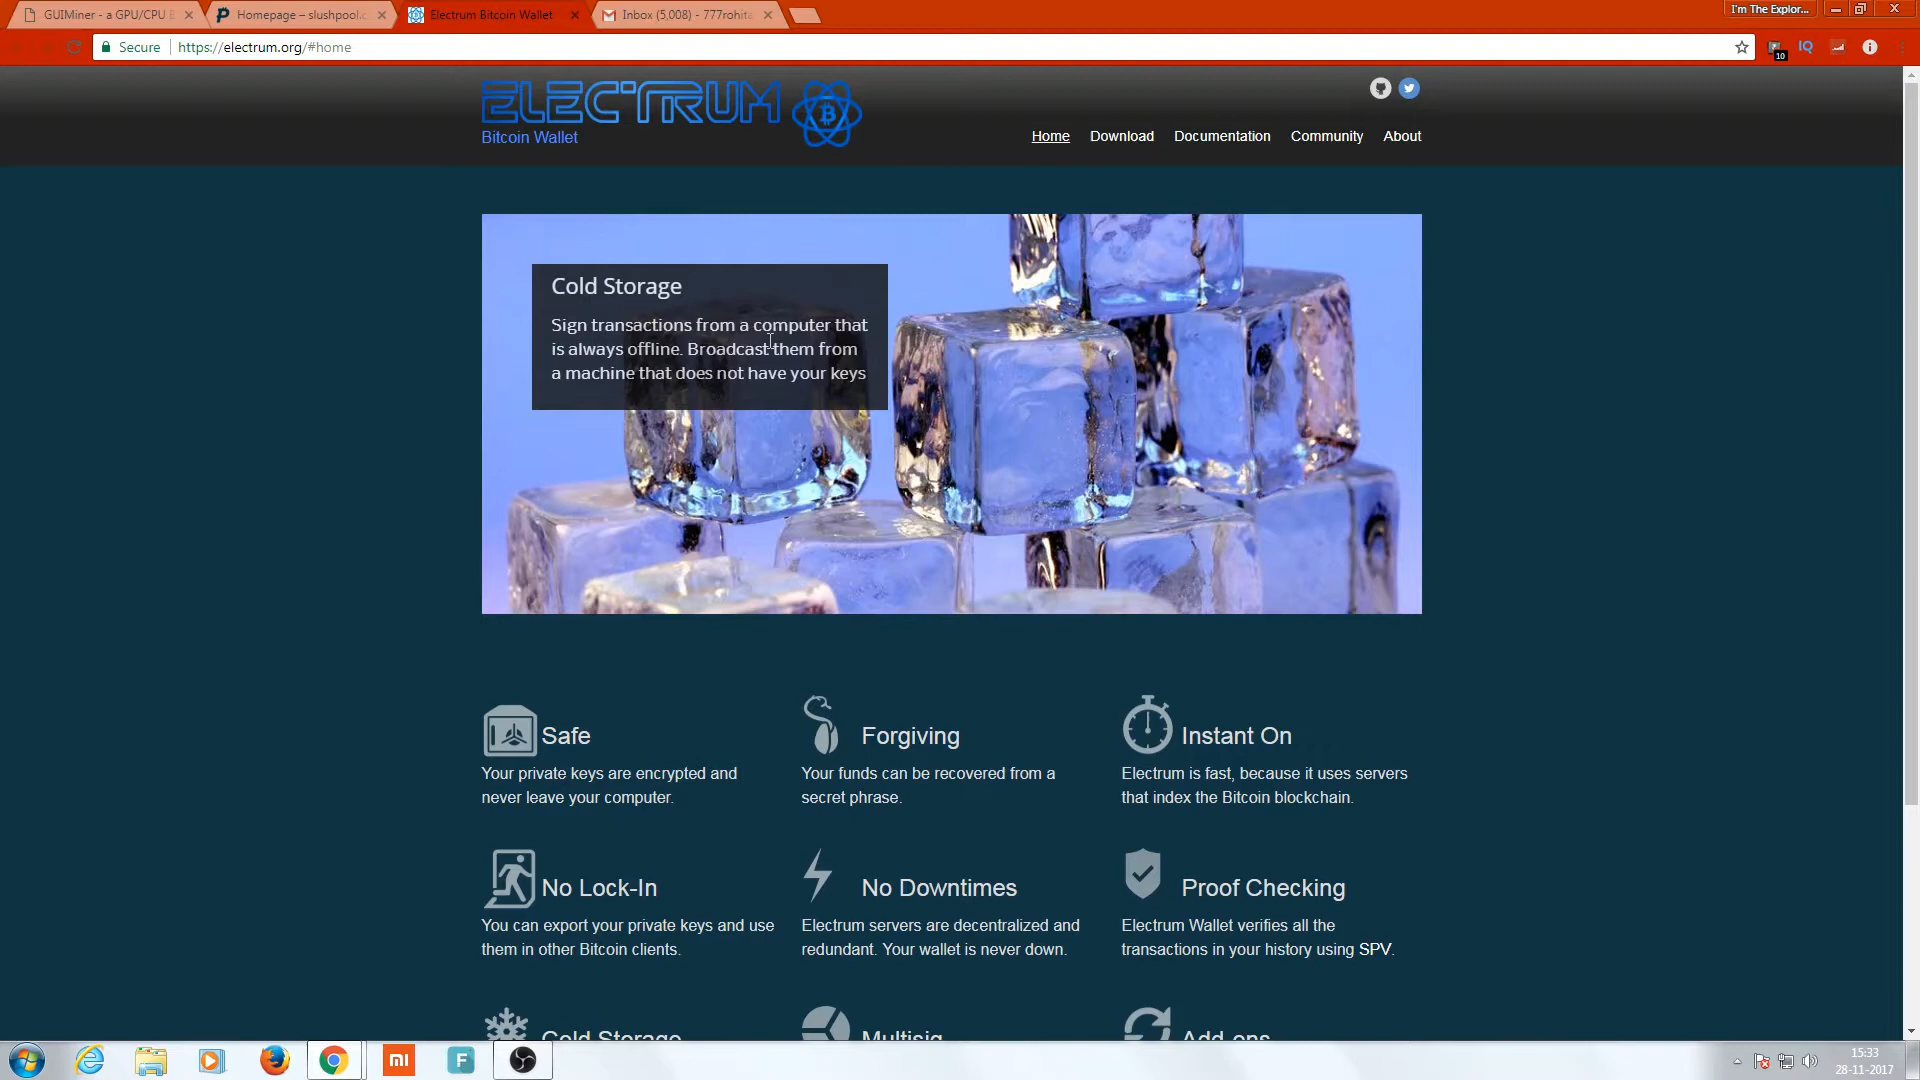 GUIMiner - a GPU/CPU B
Homepage – slushpool.c
Electrum Bitcoin Wallet
Inbox (5,008) - 777rohita
I'm The Explor...
Secure
https://electrum.org/#home
10
IQ
ELECTRUM
Bitcoin Wallet
Home
Download
Documentation
Community
About
Cold Storage
Sign transactions from a computer that
is always offline. Broadcast them from
a machine that does not have your keys
Safe
Forgiving
Instant On
Your private keys are encrypted and
never leave your computer.
Your funds can be recovered from a
secret phrase.
Electrum is fast, because it uses servers
that index the Bitcoin blockchain.
No Lock-In
No Downtimes
Proof Checking
You can export your private keys and use
them in other Bitcoin clients.
Electrum servers are decentralized and
redundant. Your wallet is never down.
Electrum Wallet verifies all the
transactions in your history using SPV.
Cold Storage
Multisig
Add-ons
mi
F
15:33
28-11-2017